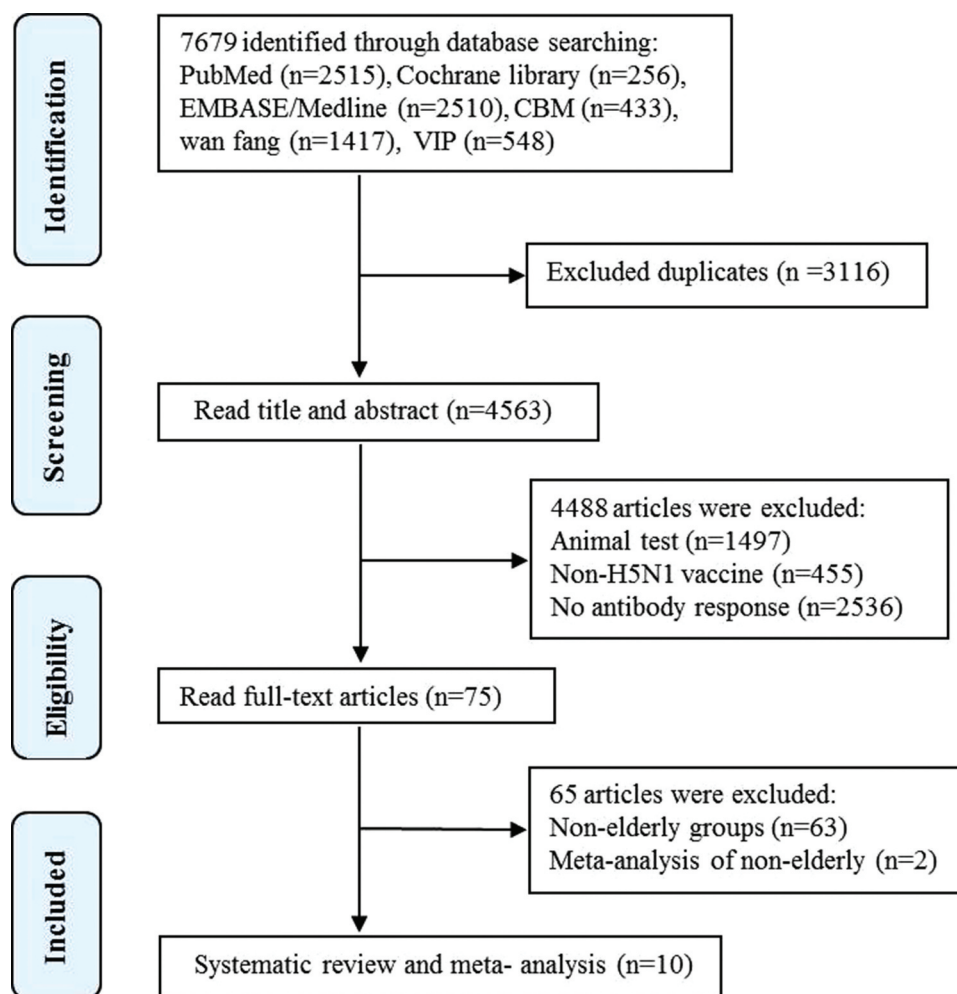 Identification
7679 identified through database searching:
PubMed (n=2515), Cochrane library (n=256),
EMBASE/Medline (n=2510), CBM (n=433),
wan fang (n=1417), VIP (n=548)
Excluded duplicates (n =3116)
Screening
Read title and abstract (n=4563)
4488 articles were excluded:
Animal test (n=1497)
Non-H5N1 vaccine (n=455)
No antibody response (n=2536)
Eligibility
Read full-text articles (n=75)
65 articles were excluded:
Non-elderly groups (n=63)
Meta-analysis of non-elderly (n=2)
Included
Systematic review and meta- analysis (n=10)